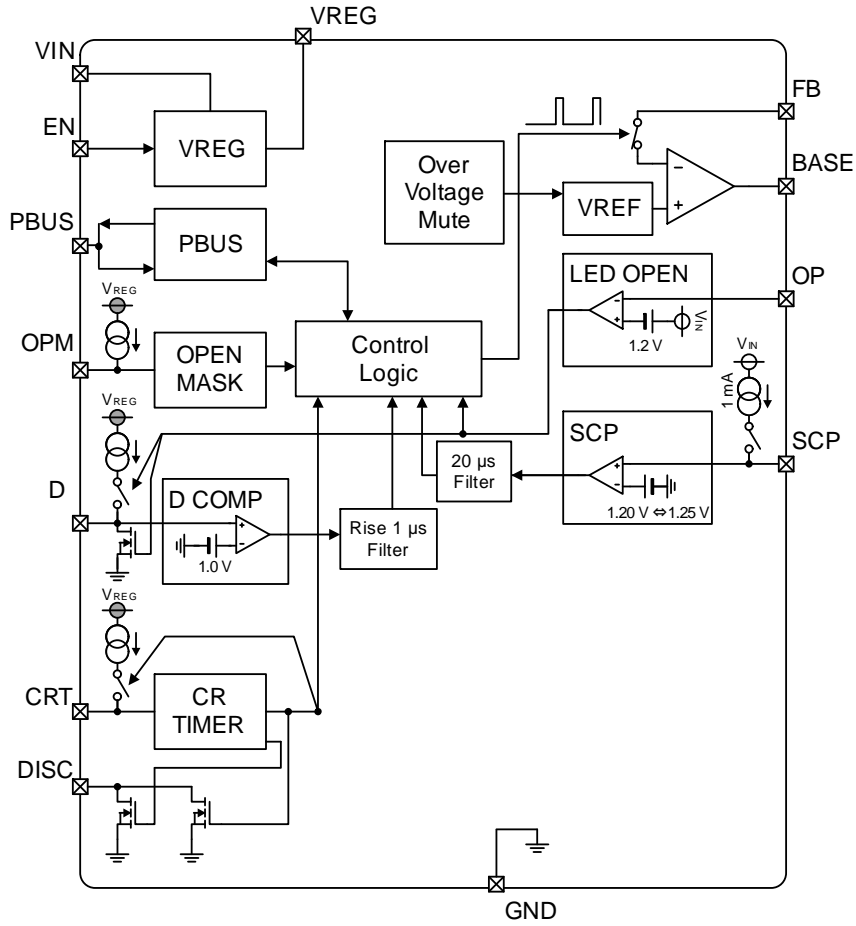 VREG
VIN
EN
VREG
FB
BASE
Over
Voltage
Mute
VREF
PBUS
PBUS
LED OPEN
1.2 V
VIN
OP
VREG
OPM
OPEN
MASK
Control
Logic
VIN
1 mA
VREG
SCP
SCP
1.20 V ⇔1.25 V
20 µs
Filter
D
D COMP
1.0 V
Rise 1 µs
Filter
VREG
CRT
CR
TIMER
DISC
GND